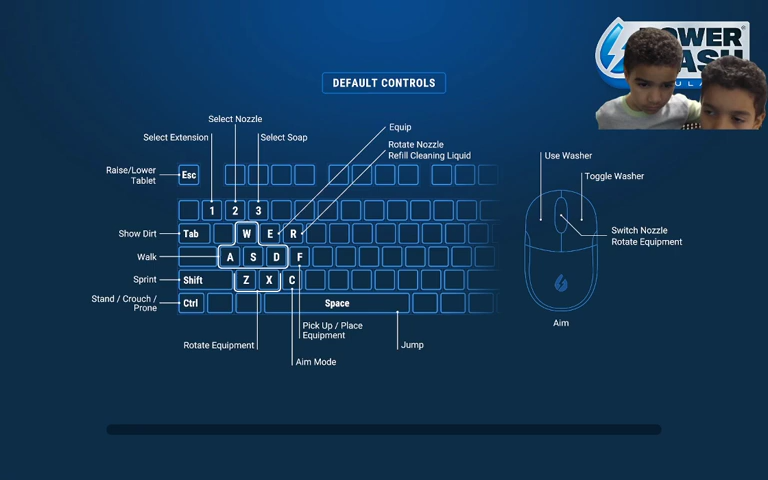 POWER
WASH
DEFAULT CONTROLS
Select Nozzle
Select Extension
Select Soap
Equip
Rotate Nozzle
Refill Cleaning Liquid
Raise/Lower
Tablet
Esc
1 2 3
Show Dirt
Tab W E R
Walk
A S D F
Sprint
Shift Z X C
Stand / Crouch /
Prone
Ctrl Space
Pick Up / Place
Equipment
Rotate Equipment
Jump
Aim Mode
Use Washer
Toggle Washer
Switch Nozzle
Rotate Equipment
Aim